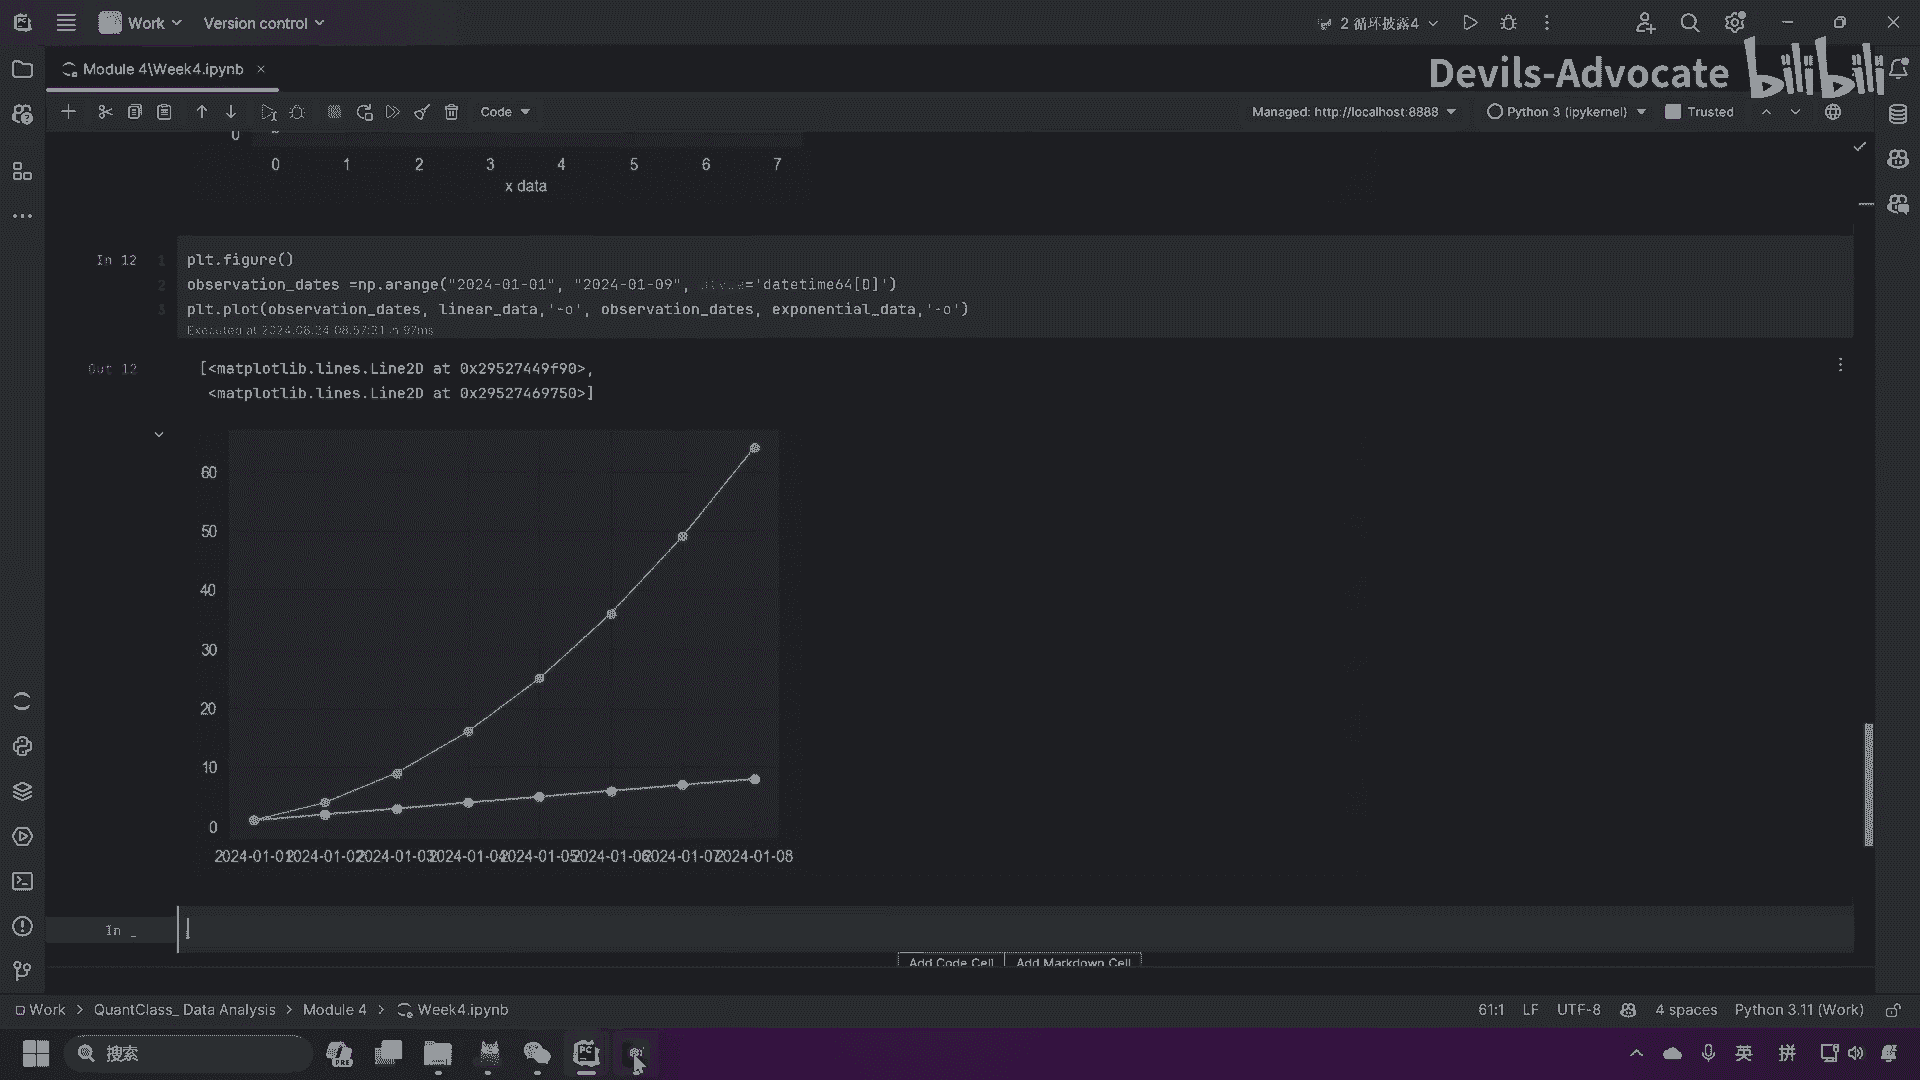 Work
Version control
2 循环披露4
Module 4\Week4.ipynb
Devils-Advocate
bilibili
Code
Managed: http://localhost:8888
Python 3 (ipykernel)
Trusted
0
0 1 2 3 4 5 6 7
x data
In 12
1 plt.figure()
2 observation_dates =np.arange("2024-01-01", "2024-01-09", ='datetime64[D]')
3 plt.plot(observation_dates, linear_data,'-o', observation_dates, exponential_data,'-o')
Executed at 2024.06.24 08:57:31 in 97ms
Out 12
[<matplotlib.lines.Line2D at 0x29527449f90>,
<matplotlib.lines.Line2D at 0x29527469750>]
60
50
40
30
20
10
0
2024-01-01 2024-01-02 2024-01-03 2024-01-04 2024-01-05 2024-01-06 2024-01-07 2024-01-08
In _
Add Code Cell Add Markdown Cell
Work > QuantClass_ Data Analysis > Module 4 > Week4.ipynb
61:1 LF UTF-8 4 spaces Python 3.11 (Work)
搜索
PRE
PC
英
拼